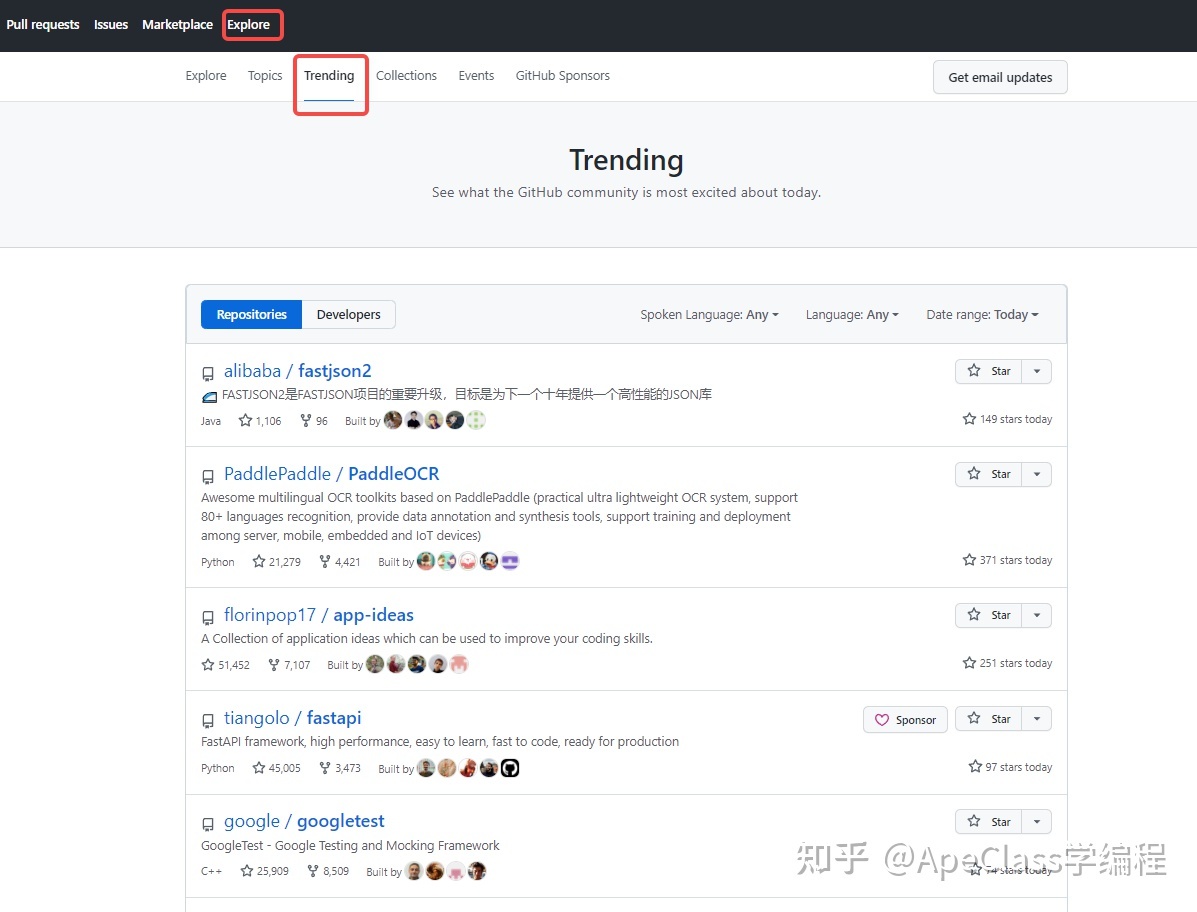 Pull requests Issues Marketplace Explore
Explore Topics Trending Collections Events GitHub Sponsors Get email updates
Trending
See what the GitHub community is most excited about today.
Repositories Developers Spoken Language: Any Language: Any Date range: Today
alibaba / fastjson2 Star
FASTJSON2是FASTJSON项目的重要升级，目标是为下一个十年提供一个高性能的JSON库
Java 1,106 96 Built by 149 stars today
PaddlePaddle / PaddleOCR Star
Awesome multilingual OCR toolkits based on PaddlePaddle (practical ultra lightweight OCR system, support
80+ languages recognition, provide data annotation and synthesis tools, support training and deployment
among server, mobile, embedded and IoT devices)
Python 21,279 4,421 Built by 371 stars today
florinpop17 / app-ideas Star
A Collection of application ideas which can be used to improve your coding skills.
51,452 7,107 Built by 251 stars today
tiangolo / fastapi Sponsor Star
FastAPI framework, high performance, easy to learn, fast to code, ready for production
Python 45,005 3,473 Built by 97 stars today
google / googletest Star
GoogleTest - Google Testing and Mocking Framework
C++ 25,909 8,509 Built by 74 stars today
知乎 @ApeClass学编程